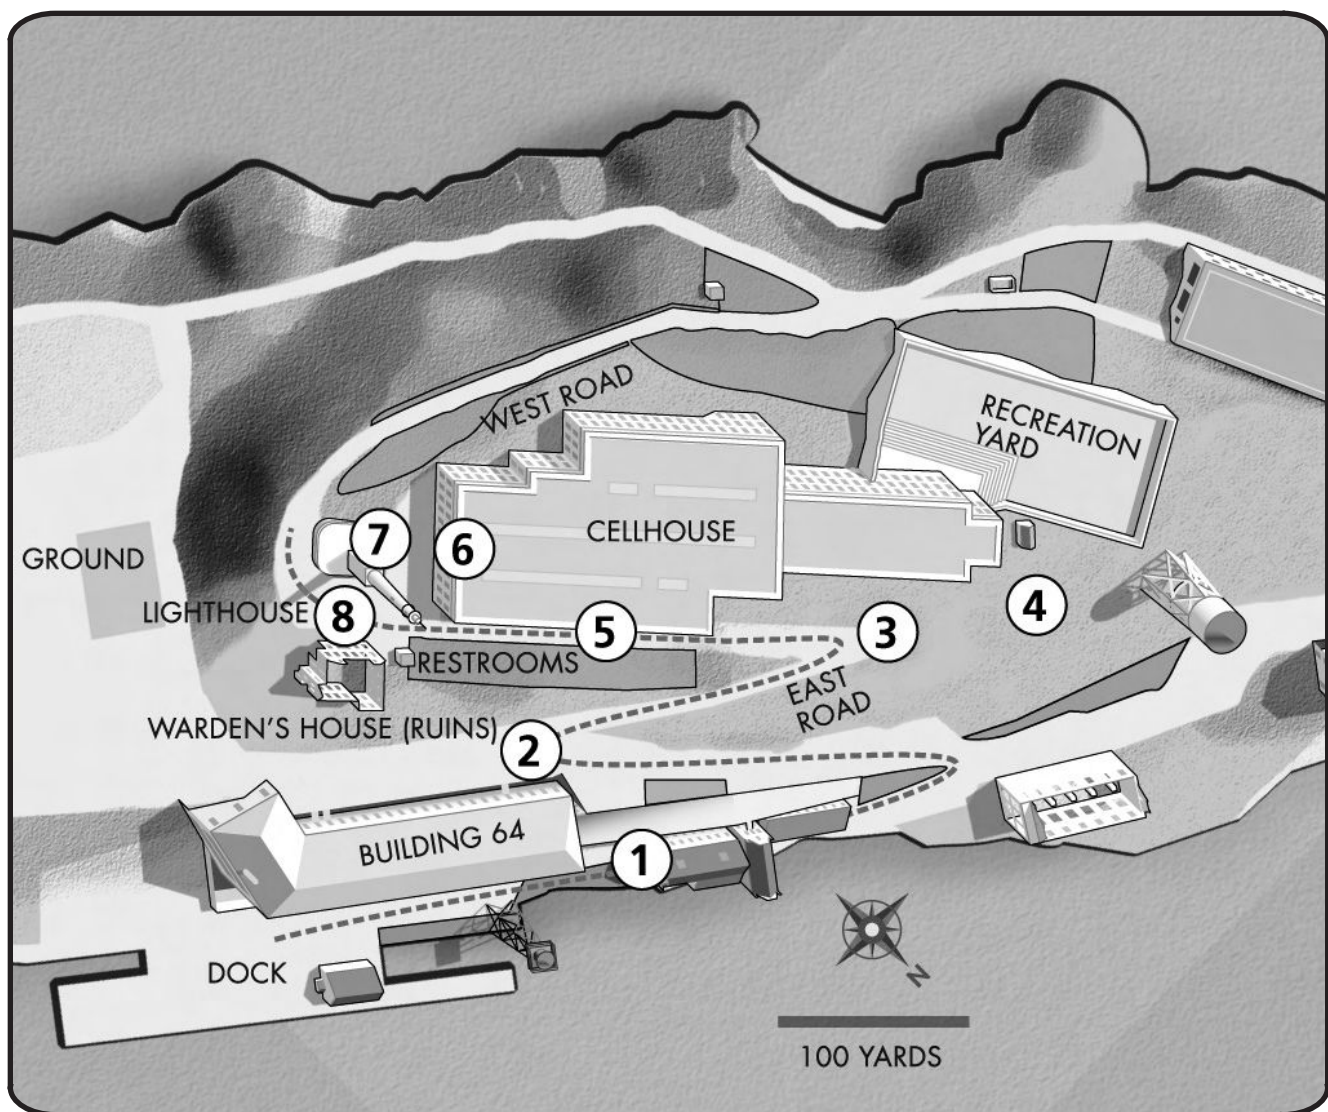 WEST ROAD
RECREATION
YARD
CELLHOUSE
7
6
GROUND
LIGHTHOUSE
8
5
3
4
RESTROOMS
EAST
ROAD
WARDEN'S HOUSE (RUINS)
2
BUILDING 64
1
DOCK
N
100 YARDS